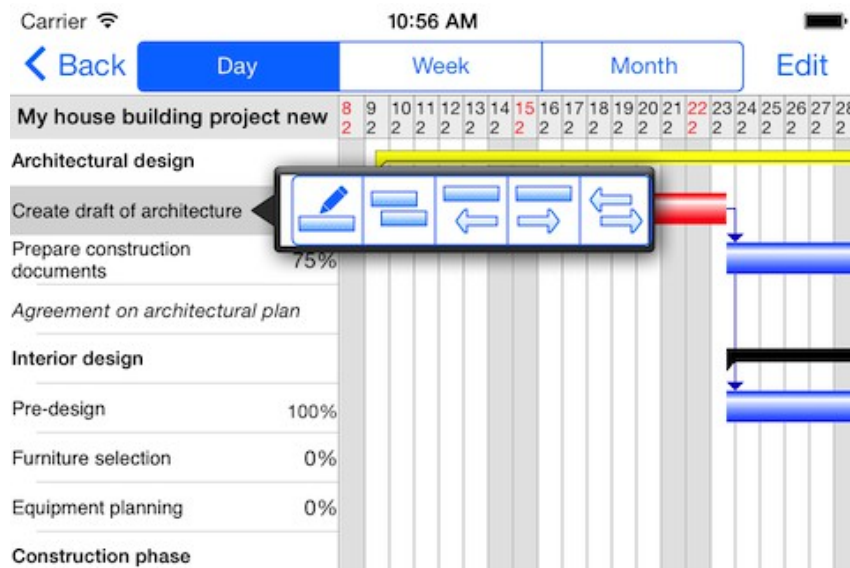 Carrier 10:56 AM
Back Day Week Month Edit
My house building project new 8 9 10 11 12 13 14 15 16 17 18 19 20 21 22 23 24 25 26 27 28
2 2 2 2 2 2 2 2 2 2 2 2 2 2 2 2 2 2 2 2 2
Architectural design
Create draft of architecture
Prepare construction
documents 75%
Agreement on architectural plan
Interior design
Pre-design 100%
Furniture selection 0%
Equipment planning 0%
Construction phase